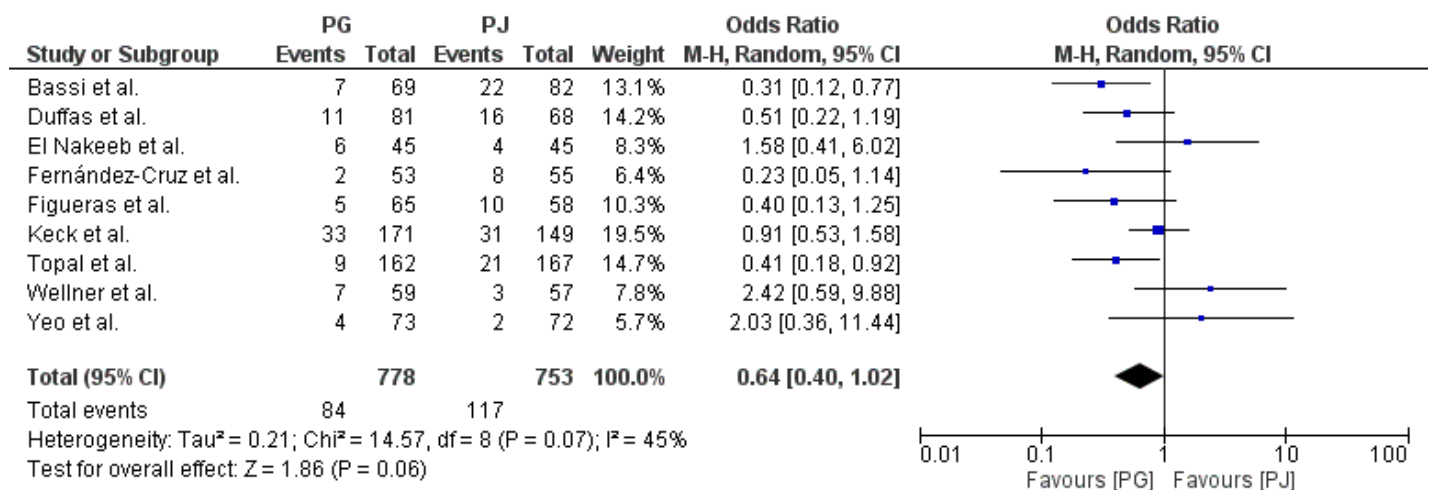 PG PJ Odds Ratio Odds Ratio
Study or Subgroup Events Total Events Total Weight M-H, Random, 95% CI M-H, Random, 95% CI
Bassi et al. 7 69 22 82 13.1% 0.31 [0.12, 0.77]
Duffas et al. 11 81 16 68 14.2% 0.51 [0.22, 1.19]
El Nakeeb et al. 6 45 4 45 8.3% 1.58 [0.41, 6.02]
Fernández-Cruz et al. 2 53 8 55 6.4% 0.23 [0.05, 1.14]
Figueras et al. 5 65 10 58 10.3% 0.40 [0.13, 1.25]
Keck et al. 33 171 31 149 19.5% 0.91 [0.53, 1.58]
Topal et al. 9 162 21 167 14.7% 0.41 [0.18, 0.92]
Wellner et al. 7 59 3 57 7.8% 2.42 [0.59, 9.88]
Yeo et al. 4 73 2 72 5.7% 2.03 [0.36, 11.44]
Total (95% CI) 778 753 100.0% 0.64 [0.40, 1.02]
Total events 84 117
Heterogeneity: Tau² = 0.21; Chi² = 14.57, df = 8 (P = 0.07); I² = 45%
Test for overall effect: Z = 1.86 (P = 0.06)
0.01 0.1 1 10 100
Favours [PG] Favours [PJ]